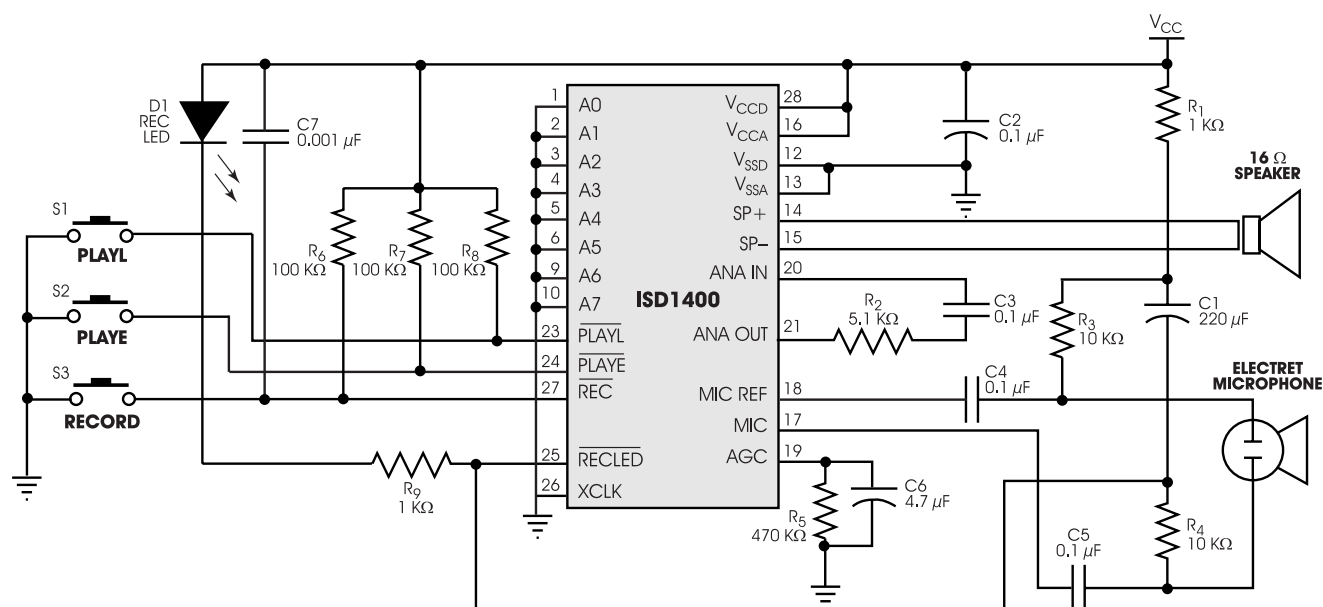 V_CC
D1
REC
LED
C7
0.001 µF
S1
PLAYL
S2
PLAYE
S3
RECORD
R6
100 KΩ
R7
100 KΩ
R8
100 KΩ
R9
1 KΩ
ISD1400
1 A0
2 A1
3 A2
4 A3
5 A4
6 A5
9 A6
10 A7
23 PLAYL
24 PLAYE
27 REC
25 RECLED
26 XCLK
VCCD 28
VCCA 16
VSSD 12
VSSA 13
SP+ 14
SP– 15
ANA IN 20
ANA OUT 21
MIC REF 18
MIC 17
AGC 19
C2
0.1 µF
R1
1 KΩ
16 Ω
SPEAKER
R2
5.1 KΩ
C3
0.1 µF
R3
10 KΩ
C1
220 µF
C4
0.1 µF
ELECTRET
MICROPHONE
R5
470 KΩ
C6
4.7 µF
C5
0.1 µF
R4
10 KΩ